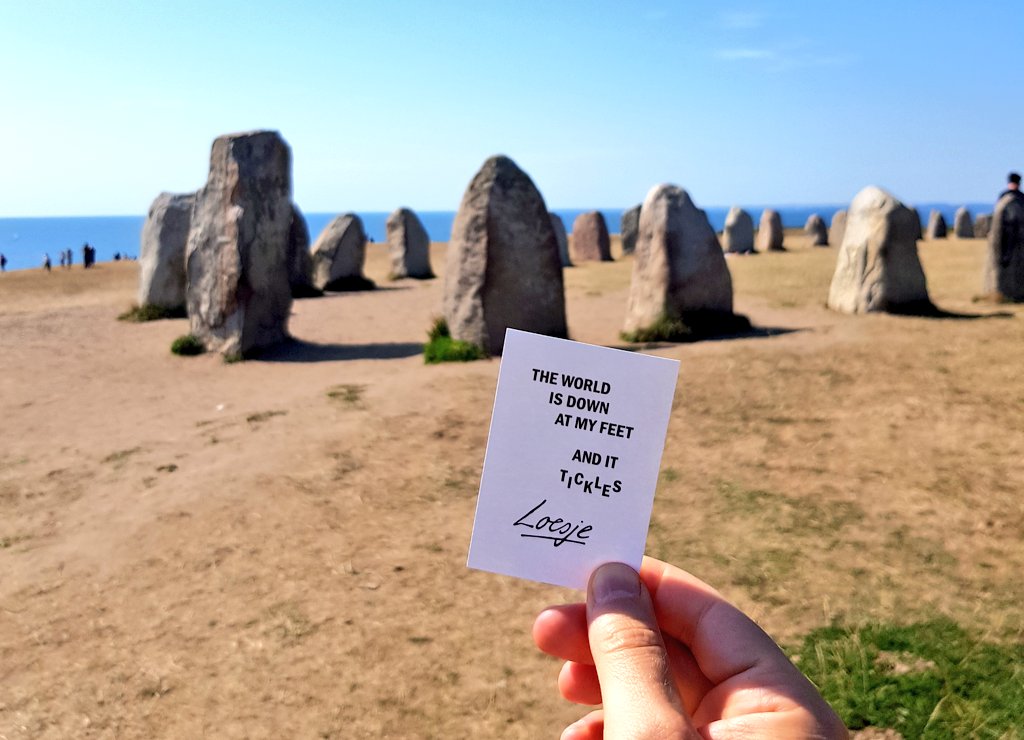 THE WORLD
IS DOWN
AT MY FEET
AND IT
TICKLES
Loesje